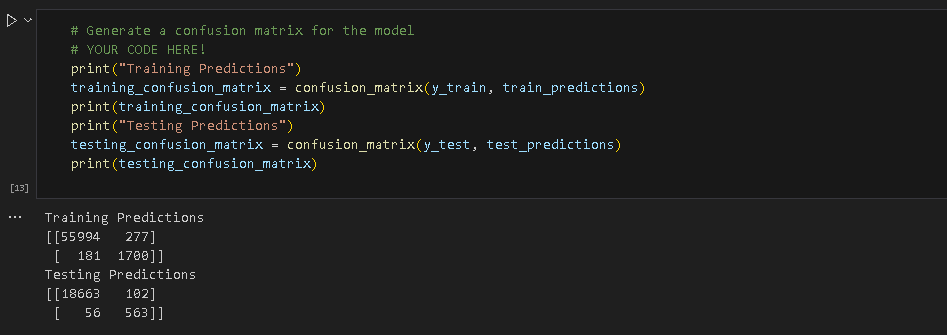 # Generate a confusion matrix for the model
# YOUR CODE HERE!
print("Training Predictions")
training_confusion_matrix = confusion_matrix(y_train, train_predictions)
print(training_confusion_matrix)
print("Testing Predictions")
testing_confusion_matrix = confusion_matrix(y_test, test_predictions)
print(testing_confusion_matrix)
[13]
... Training Predictions
[[55994   277]
 [  181  1700]]
Testing Predictions
[[18663   102]
 [   56   563]]